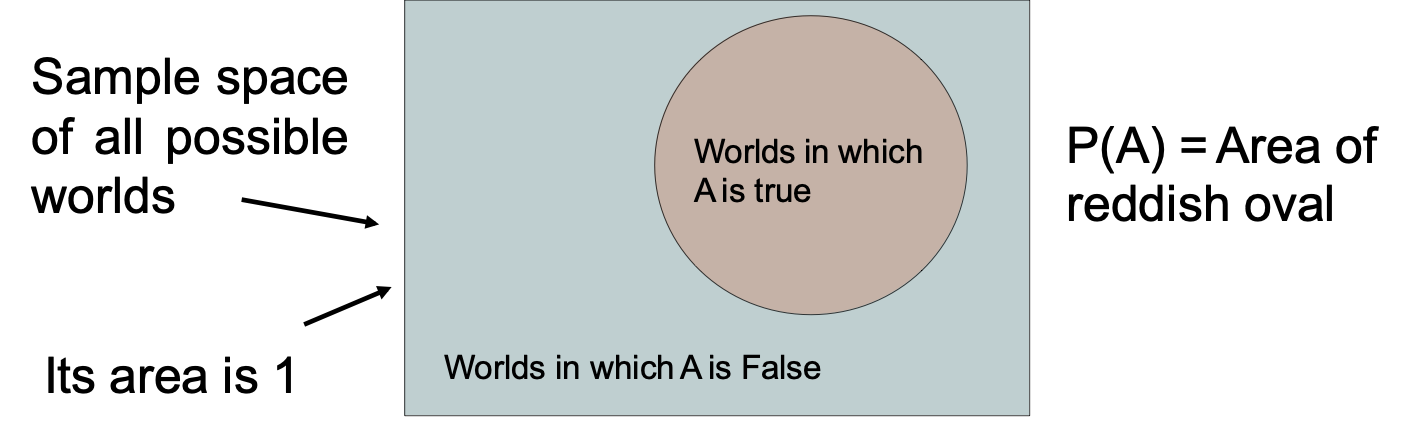 Sample space
of all possible
worlds
Its area is 1
Worlds in which
A is true
Worlds in which A is False
P(A) = Area of
reddish oval